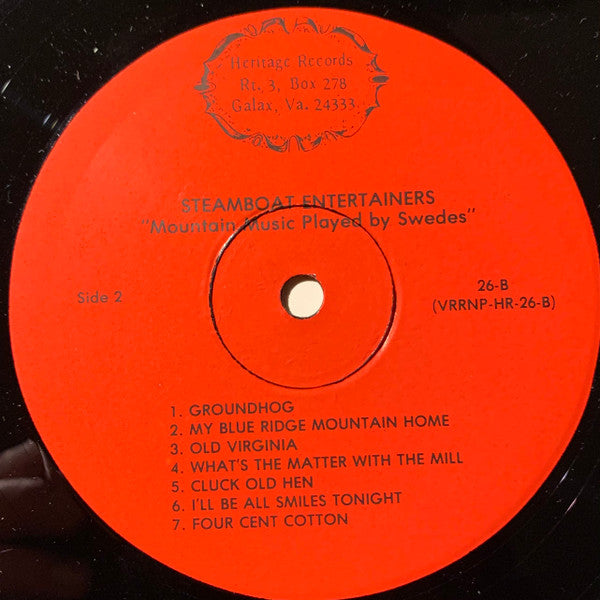 Heritage Records
Rt. 3, Box 278
Galax, Va. 24333
STEAMBOAT ENTERTAINERS
"Mountain Music Played by Swedes"
Side 2
26-B
(VRRNP-HR-26-B)
1. GROUNDHOG
2. MY BLUE RIDGE MOUNTAIN HOME
3. OLD VIRGINIA
4. WHAT'S THE MATTER WITH THE MILL
5. CLUCK OLD HEN
6. I'LL BE ALL SMILES TONIGHT
7. FOUR CENT COTTON